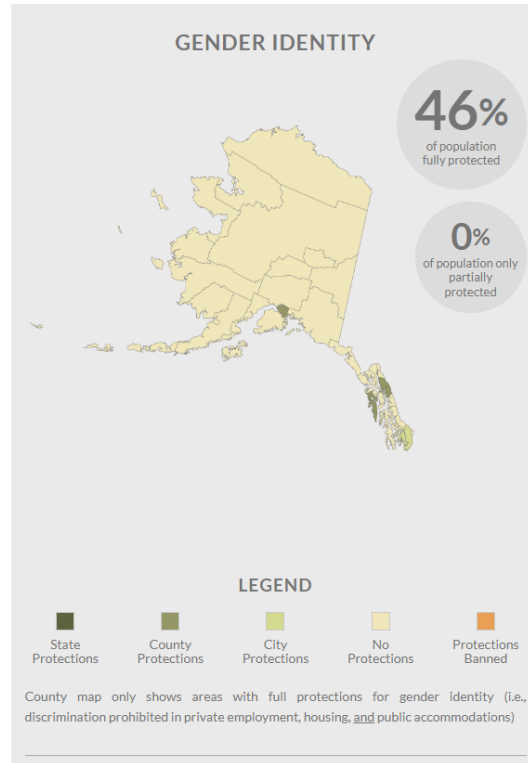 GENDER IDENTITY
46%
of population
fully protected
0%
of population only
partially
protected
LEGEND
State
Protections
County
Protections
City
Protections
No
Protections
Protections
Banned
County map only shows areas with full protections for gender identity (i.e.,
discrimination prohibited in private employment, housing, and public accommodations)